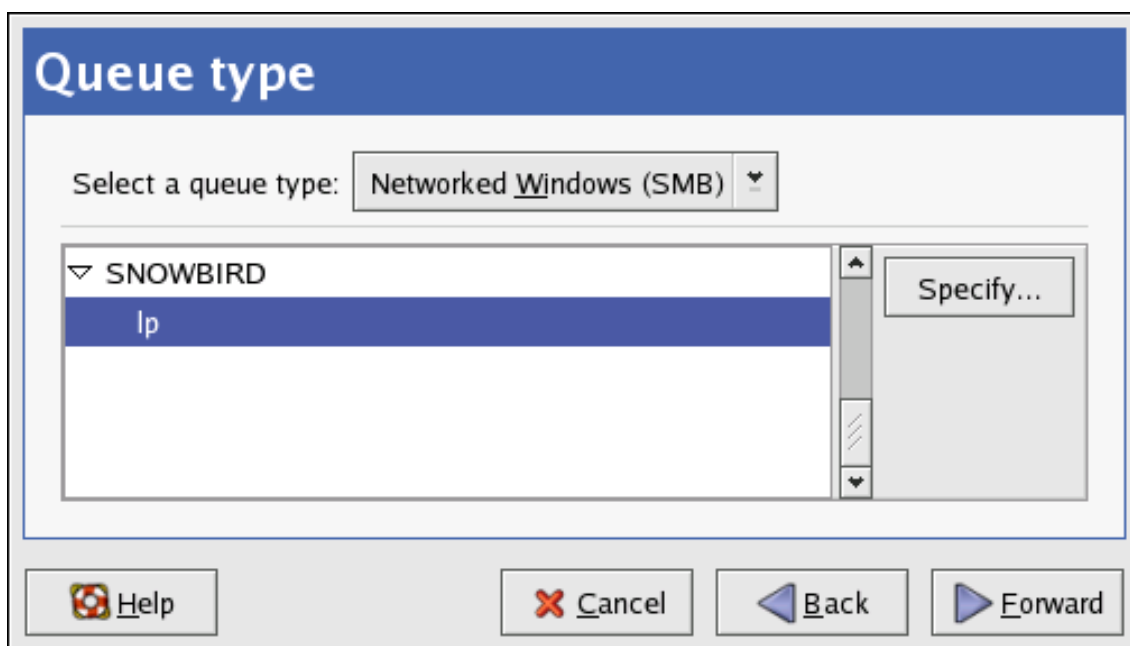 Queue type
Select a queue type: Networked Windows (SMB)
SNOWBIRD
lp
Specify...
Help
Cancel
Back
Forward